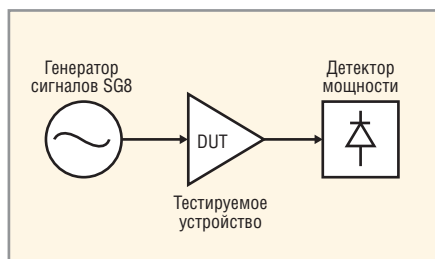 Генератор
сигналов SG8
Детектор
мощности
DUT
Тестируемое
устройство